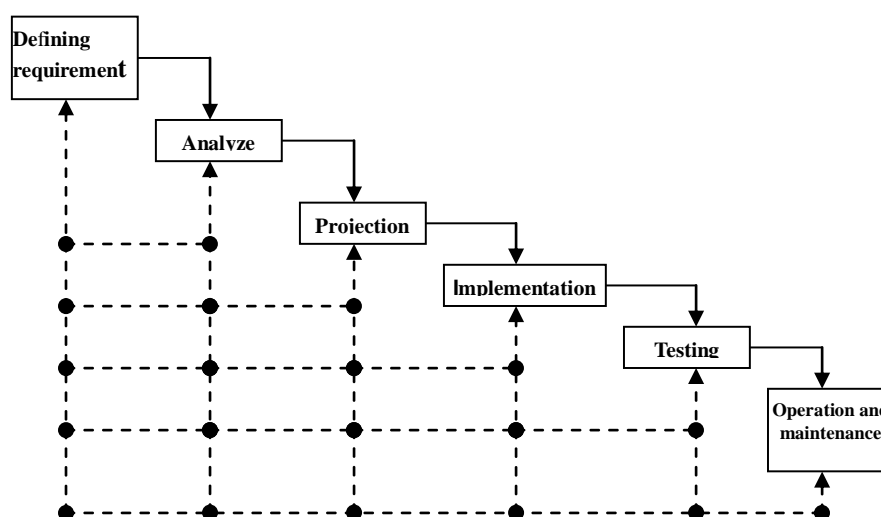 Defining
requirement
Analyze
Projection
Implementation
Testing
Operation and
maintenance